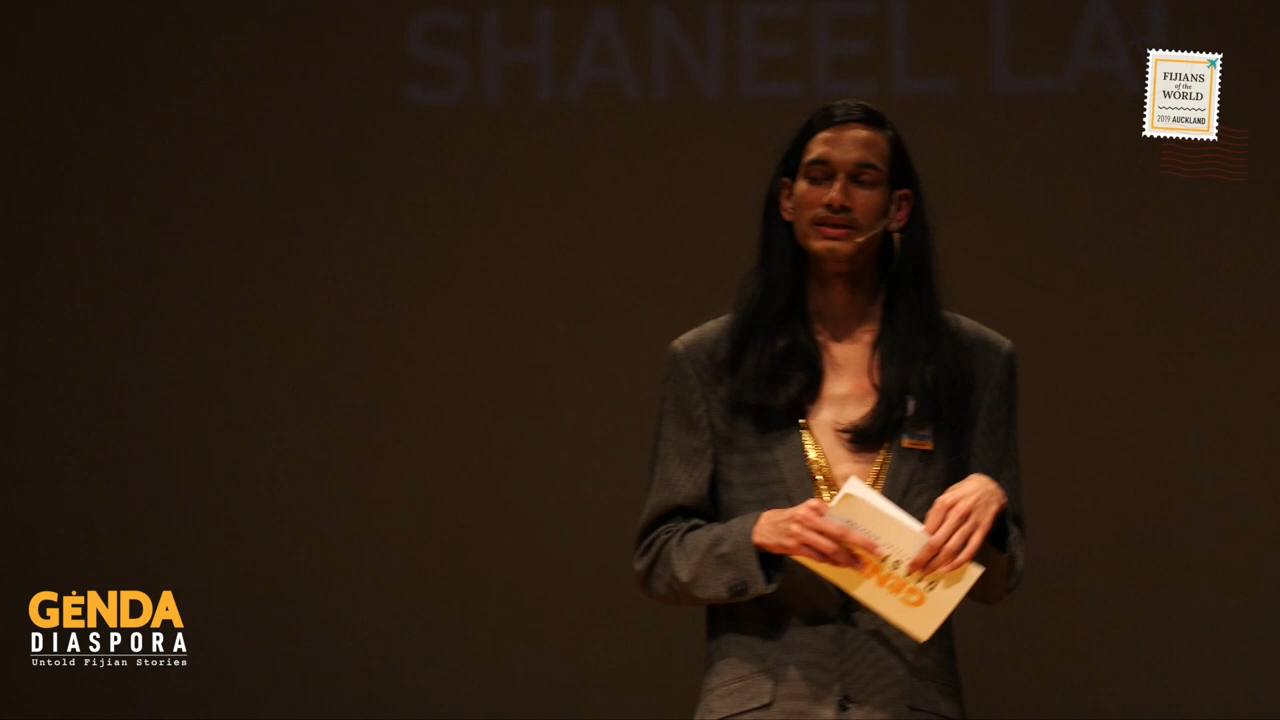 SHANEEL LAL
FIJIANS
of the
WORLD
2019 AUCKLAND
GENDA
DIASPORA
Untold Fijian Stories